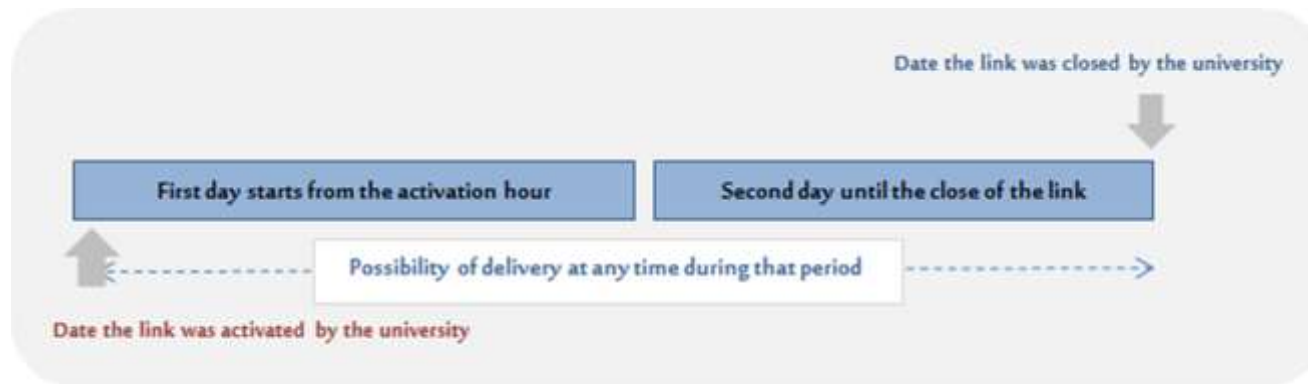 Date the link was closed by the university
First day starts from the activation hour
Second day until the close of the link
Possibility of delivery at any time during that period
Date the link was activated by the university